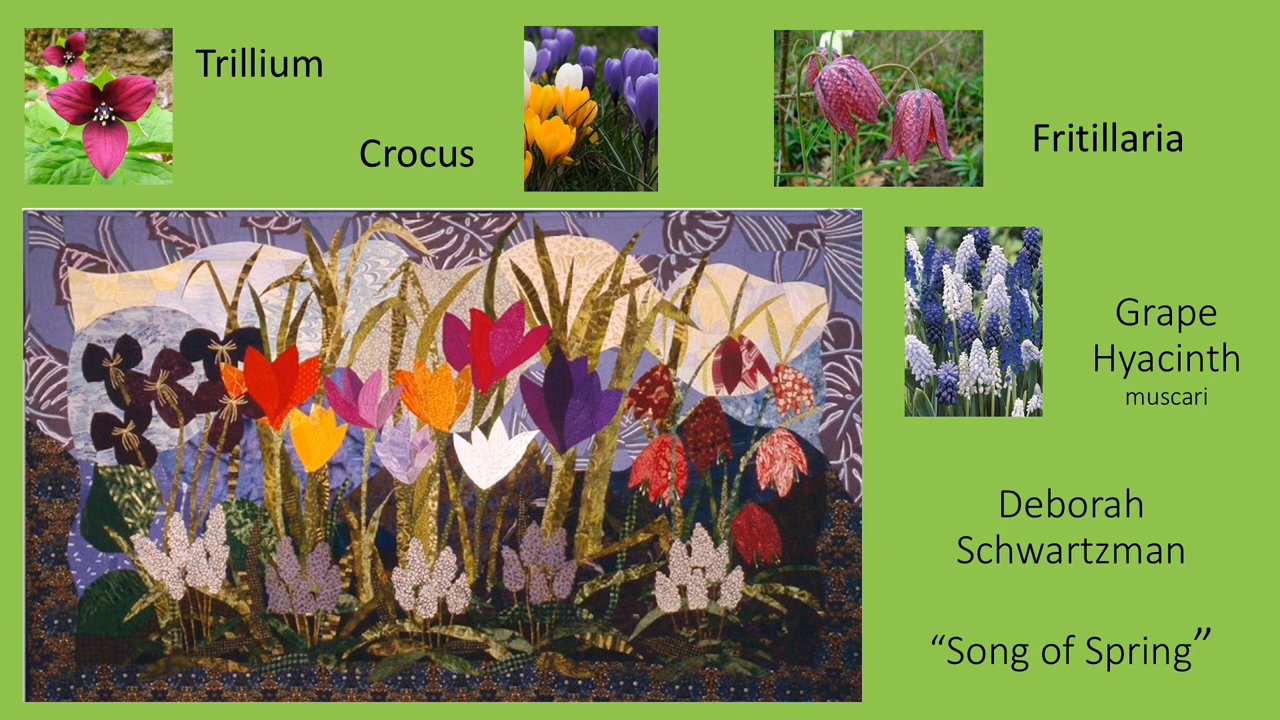 Trillium
Crocus
Fritillaria
Grape
Hyacinth
muscari
Deborah
Schwartzman
“Song of Spring”